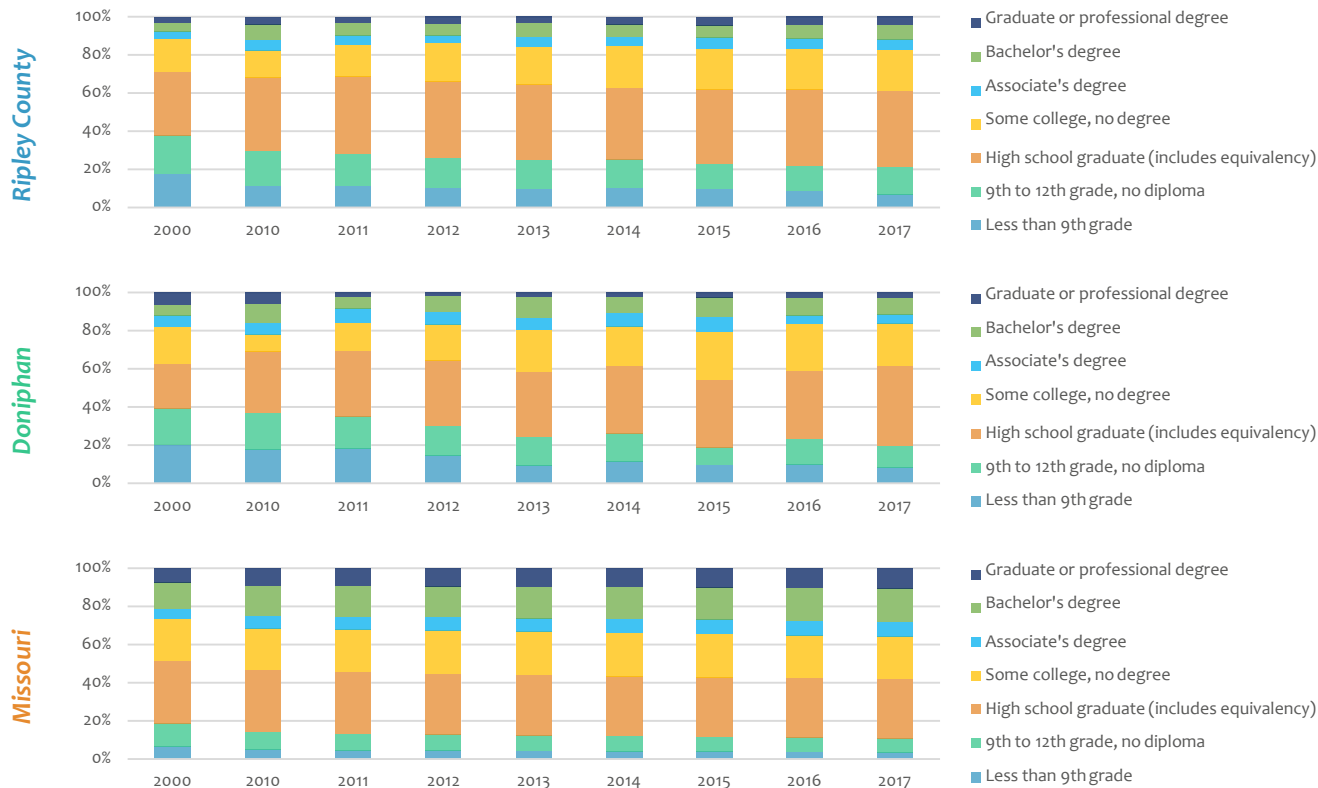 Ripley County
100%
80%
60%
40%
20%
0%
2000 2010 2011 2012 2013 2014 2015 2016 2017
Graduate or professional degree
Bachelor's degree
Associate's degree
Some college, no degree
High school graduate (includes equivalency)
9th to 12th grade, no diploma
Less than 9th grade
Doniphan
100%
80%
60%
40%
20%
0%
2000 2010 2011 2012 2013 2014 2015 2016 2017
Graduate or professional degree
Bachelor's degree
Associate's degree
Some college, no degree
High school graduate (includes equivalency)
9th to 12th grade, no diploma
Less than 9th grade
Missouri
100%
80%
60%
40%
20%
0%
2000 2010 2011 2012 2013 2014 2015 2016 2017
Graduate or professional degree
Bachelor's degree
Associate's degree
Some college, no degree
High school graduate (includes equivalency)
9th to 12th grade, no diploma
Less than 9th grade